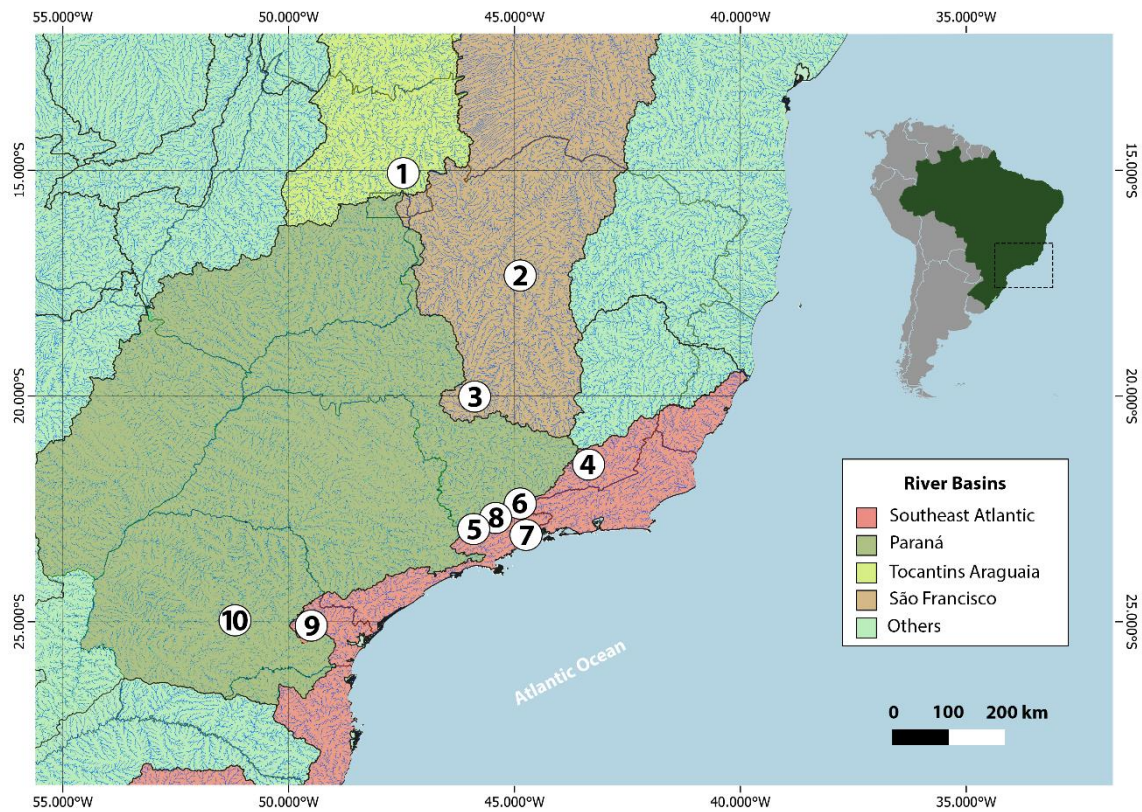 55.000°W 50.000°W 45.000°W 40.000°W 35.000°W
15.000°S 15.000°S
20.000°S 20.000°S
25.000°S 25.000°S
1
2
3
4
5
8
6
7
9
10
Atlantic Ocean
River Basins
Southeast Atlantic
Paraná
Tocantins Araguaia
São Francisco
Others
0 100 200 km
55.000°W 50.000°W 45.000°W 40.000°W 35.000°W